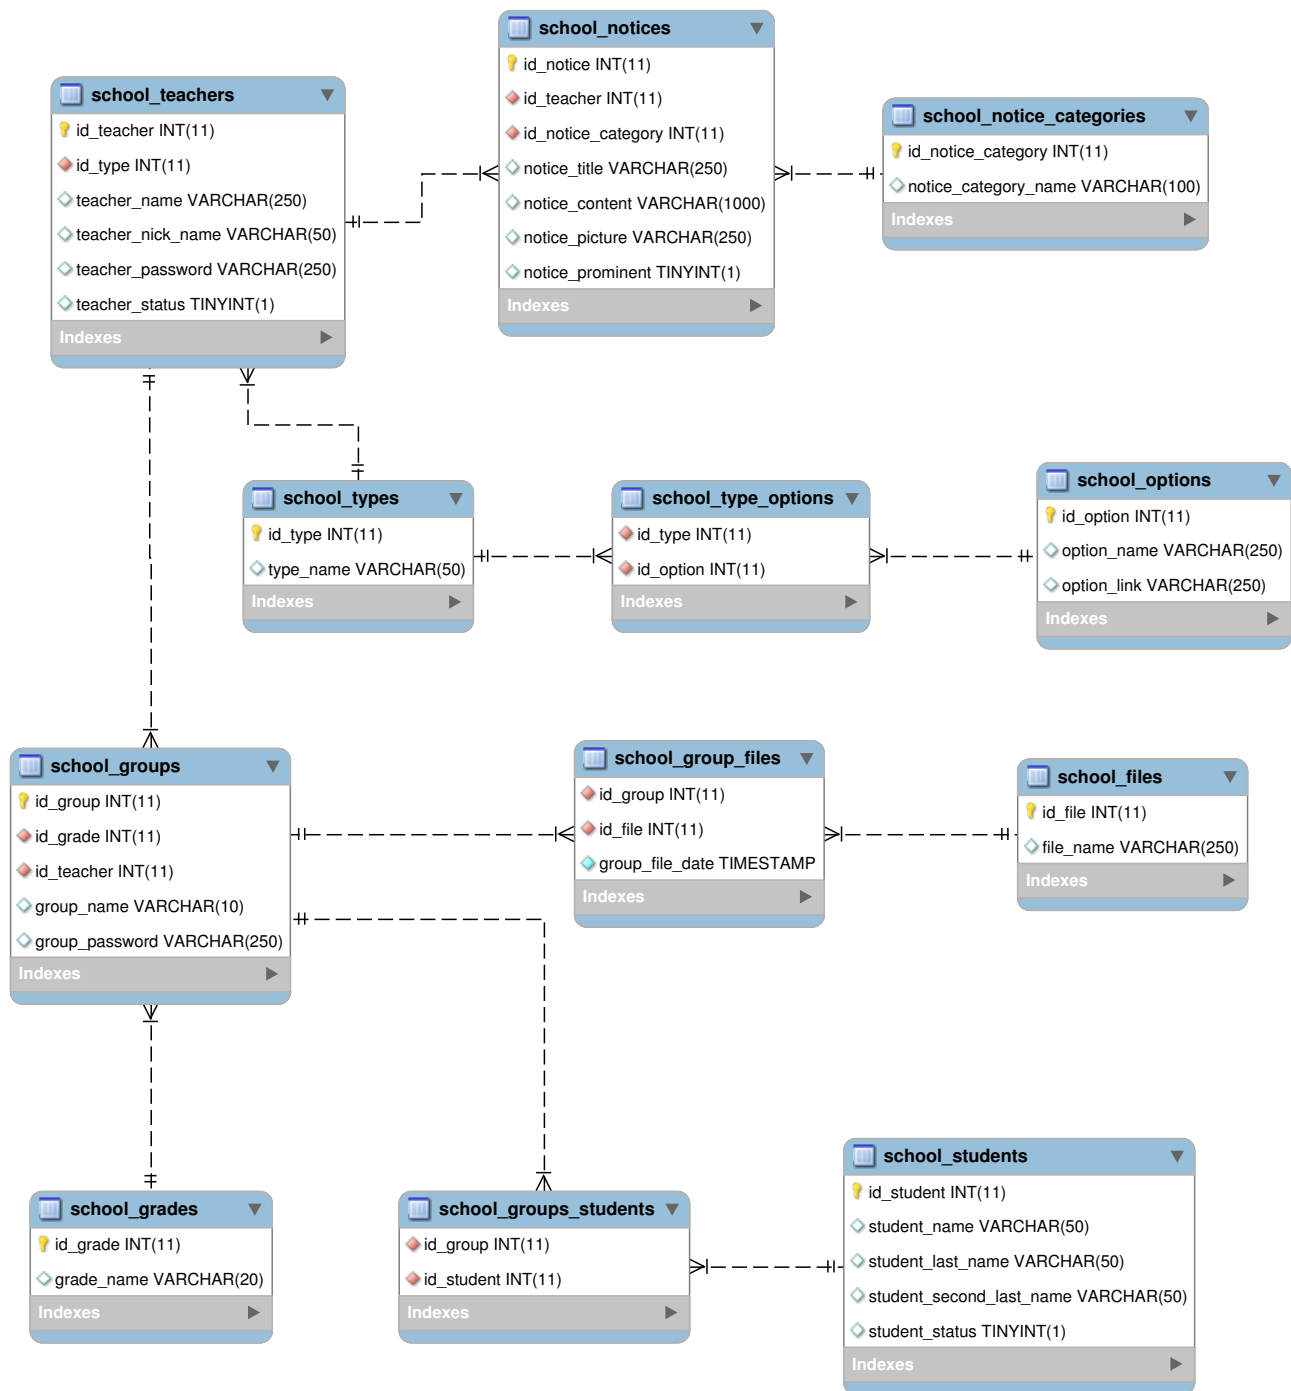 school_notices
id_notice INT(11)
id_teacher INT(11)
id_notice_category INT(11)
notice_title VARCHAR(250)
notice_content VARCHAR(1000)
notice_picture VARCHAR(250)
notice_prominent TINYINT(1)
Indexes
school_teachers
id_teacher INT(11)
id_type INT(11)
teacher_name VARCHAR(250)
teacher_nick_name VARCHAR(50)
teacher_password VARCHAR(250)
teacher_status TINYINT(1)
Indexes
school_notice_categories
id_notice_category INT(11)
notice_category_name VARCHAR(100)
Indexes
school_types
id_type INT(11)
type_name VARCHAR(50)
Indexes
school_type_options
id_type INT(11)
id_option INT(11)
Indexes
school_options
id_option INT(11)
option_name VARCHAR(250)
option_link VARCHAR(250)
Indexes
school_groups
id_group INT(11)
id_grade INT(11)
id_teacher INT(11)
group_name VARCHAR(10)
group_password VARCHAR(250)
Indexes
school_group_files
id_group INT(11)
id_file INT(11)
group_file_date TIMESTAMP
Indexes
school_files
id_file INT(11)
file_name VARCHAR(250)
Indexes
school_grades
id_grade INT(11)
grade_name VARCHAR(20)
Indexes
school_groups_students
id_group INT(11)
id_student INT(11)
Indexes
school_students
id_student INT(11)
student_name VARCHAR(50)
student_last_name VARCHAR(50)
student_second_last_name VARCHAR(50)
student_status TINYINT(1)
Indexes